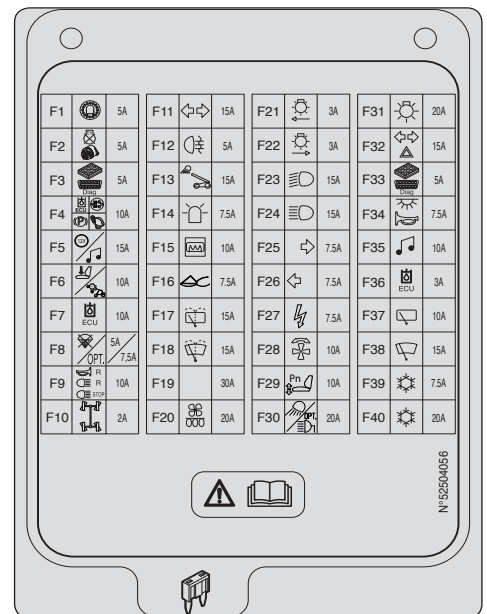 F1 5A F11 15A F21 3A F31 20A
F2 5A F12 5A F22 3A F32 15A
F3 Diag 5A F13 15A F23 15A F33 Diag 5A
F4 ECU (P) 10A F14 7.5A F24 15A F34 7.5A
F5 12V 15A F15 10A F25 7.5A F35 10A
F6 10A F16 7.5A F26 7.5A F36 ECU 3A
F7 ECU 10A F17 15A F27 7.5A F37 10A
F8 OPT. 5A/7,5A F18 15A F28 10A F38 15A
F9 R R STOP 10A F19 30A F29 Pn 10A F39 7.5A
F10 2A F20 20A F30 OPT. 20A F40 20A
N°52504056